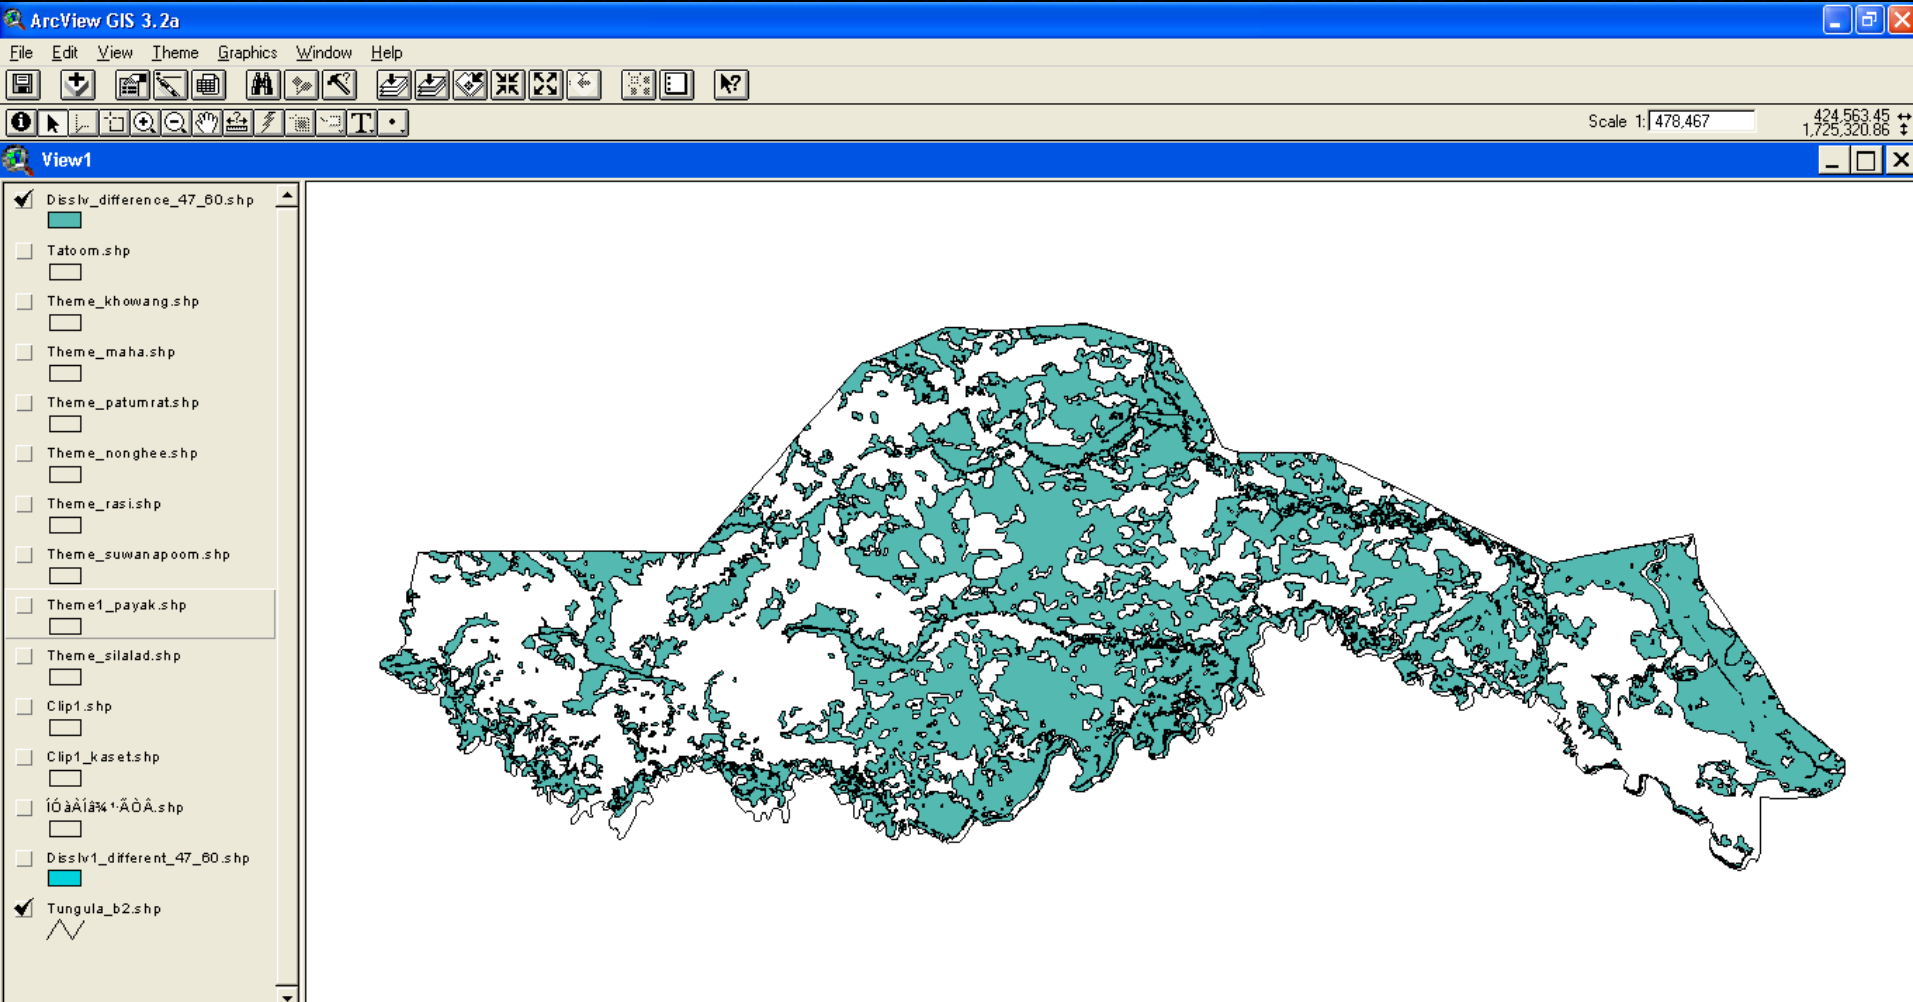 ArcView GIS 3.2a
File Edit View Theme Graphics Window Help
Scale 1: 478,467
424,563.45
1,725,320.86
View1
Disslv_difference_47_60.shp
Tatoom.shp
Theme_khowang.shp
Theme_maha.shp
Theme_patumrat.shp
Theme_nonghee.shp
Theme_rasi.shp
Theme_suwanapoom.shp
Theme1_payak.shp
Theme_silalad.shp
Clip1.shp
Clip1_kaset.shp
Disslv1_different_47_60.shp
Tungula_b2.shp